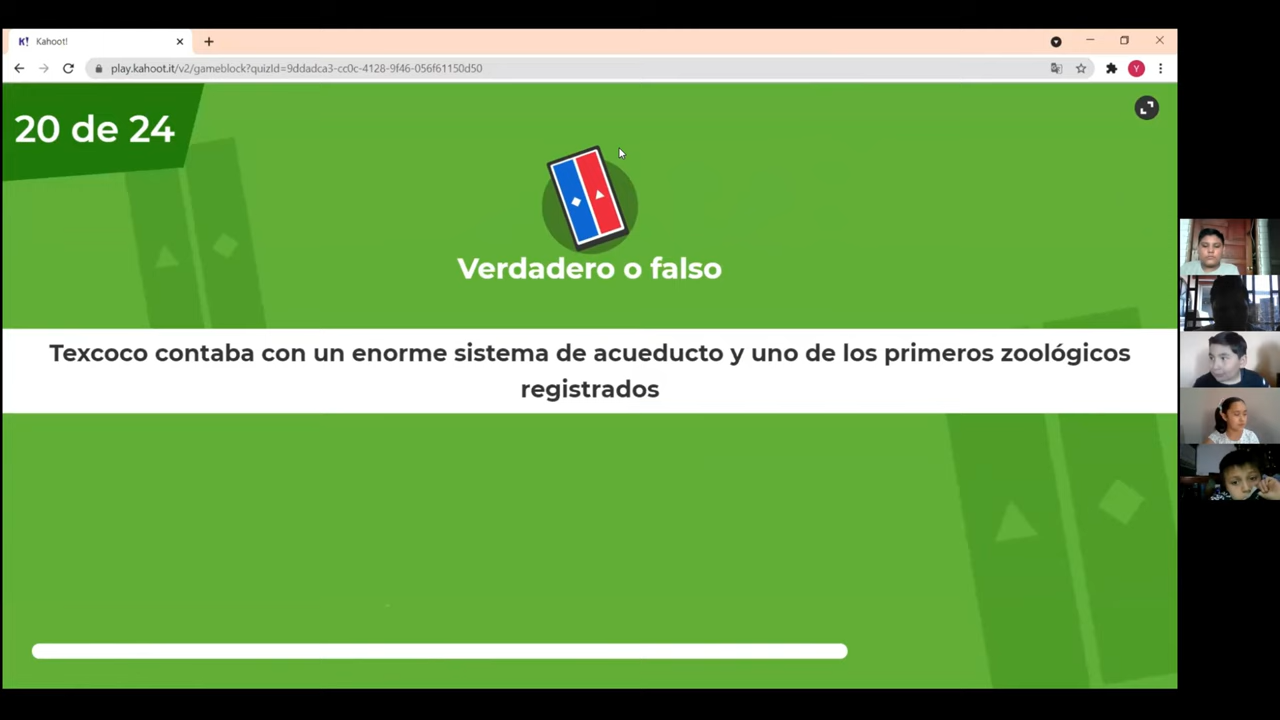 K! Kahoot!
play.kahoot.it/v2/gameblock?quizId=9ddadca3-cc0c-4128-9f46-056f61150d50
Y
20 de 24
Verdadero o falso
Texcoco contaba con un enorme sistema de acueducto y uno de los primeros zoológicos
registrados